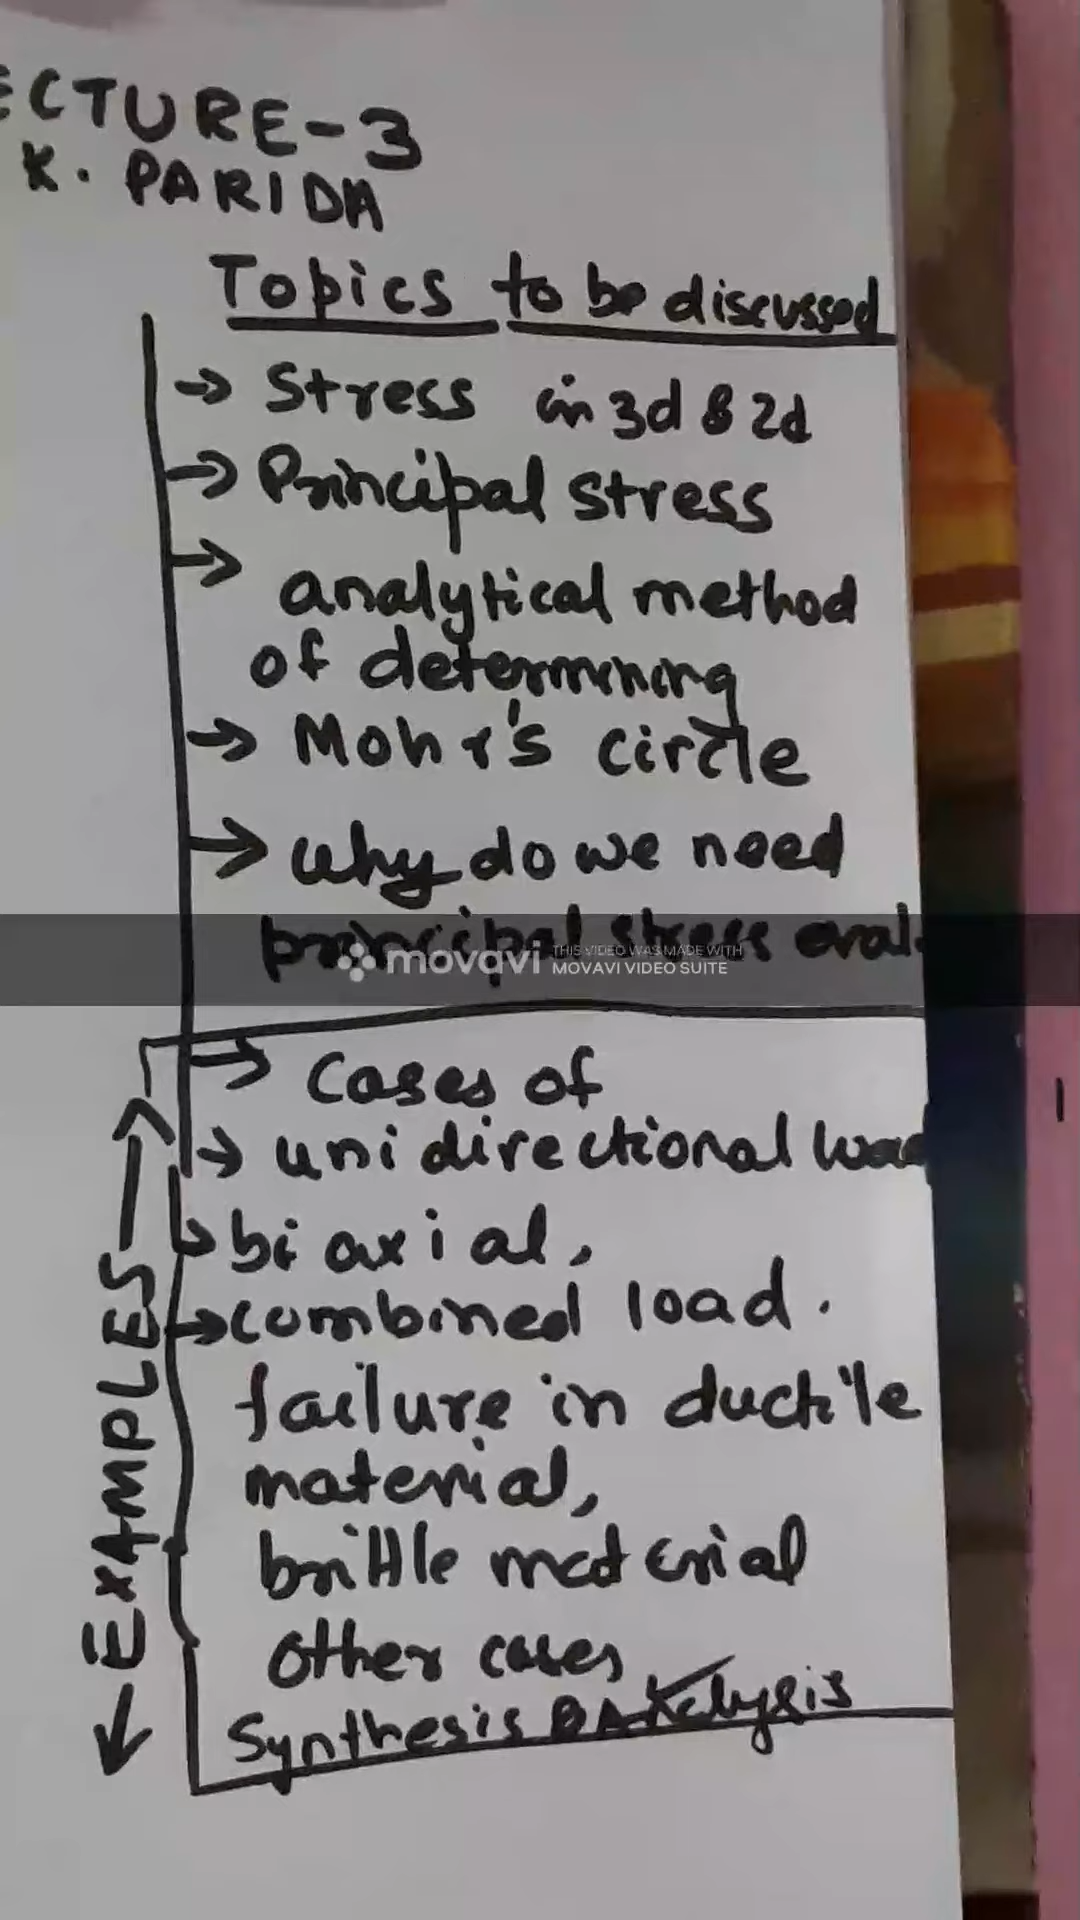 ECTURE-3
K. PARIDA
Topics to be discussed
→ Stress in 3d & 2d
→ Principal stress
→ analytical method
of determining
→ Mohr's circle
→ why do we need
principal stress eval.
movavi THIS VIDEO WAS MADE WITH
MOVAVI VIDEO SUITE
→ Cases of
→ unidirectional load
→ biaxial,
→ combined load.
failure in ductile
material,
brittle material
other cases
Synthesis & Analysis
← EXAMPLES →